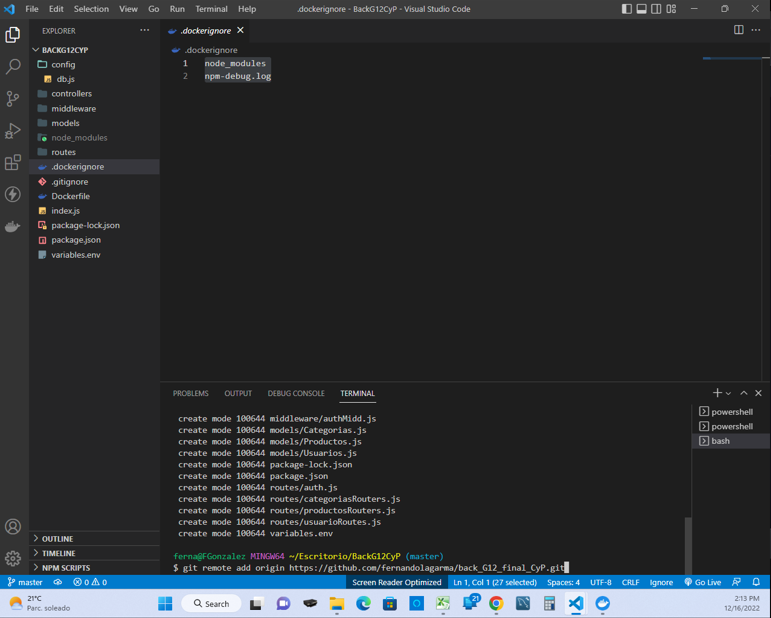 File Edit Selection View Go Run Terminal Help .dockerignore - BackG12CyP - Visual Studio Code
EXPLORER ···
.dockerignore
BACKG12CYP
.dockerignore
config
1 node_modules
2 npm-debug.log
db.js
controllers
middleware
models
node_modules
routes
.dockerignore
.gitignore
Dockerfile
index.js
package-lock.json
package.json
variables.env
PROBLEMS OUTPUT DEBUG CONSOLE TERMINAL
powershell
powershell
bash
create mode 100644 middleware/authMidd.js
create mode 100644 models/Categorias.js
create mode 100644 models/Productos.js
create mode 100644 models/Usuarios.js
create mode 100644 package-lock.json
create mode 100644 package.json
create mode 100644 routes/auth.js
create mode 100644 routes/categoriasRouters.js
create mode 100644 routes/productosRouters.js
create mode 100644 routes/usuarioRoutes.js
create mode 100644 variables.env
ferna@FGonzalez MINGW64 ~/Escritorio/BackG12CyP (master)
$ git remote add origin https://github.com/fernandolagarma/back_G12_final_CyP.git
OUTLINE
TIMELINE
NPM SCRIPTS
master 0 0 Screen Reader Optimized Ln 1, Col 1 (27 selected) Spaces: 4 UTF-8 CRLF Ignore Go Live
21°C
Parc. soleado
Search
21
2:13 PM
12/16/2022